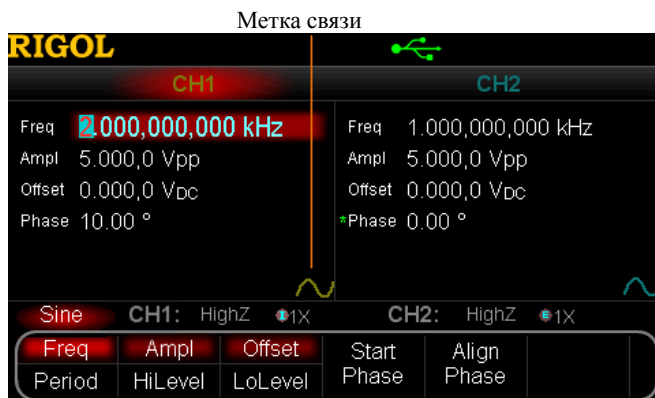 Метка связи
RIGOL
CH1 CH2
Freq 2.000,000,000 kHz Freq 1.000,000,000 kHz
Ampl 5.000,0 Vpp Ampl 5.000,0 Vpp
Offset 0.000,0 VDC Offset 0.000,0 VDC
Phase 10.00 ° *Phase 0.00 °
Sine CH1: HighZ I 1X CH2: HighZ E 1X
Freq Ampl Offset Start Phase Align Phase
Period HiLevel LoLevel